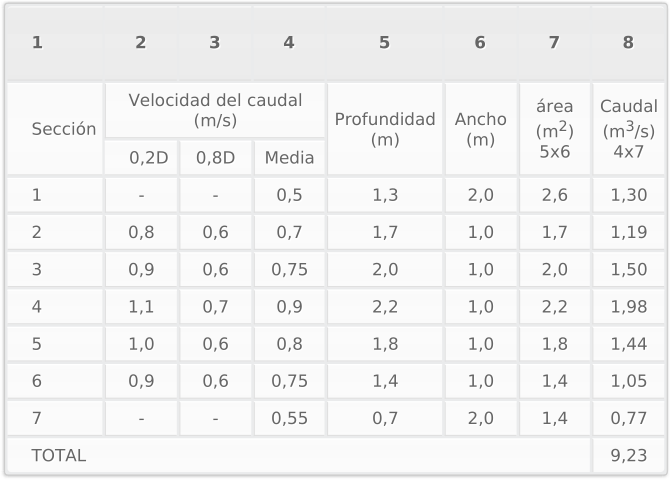 1 2 3 4 5 6 7 8
Sección Velocidad del caudal (m/s) Profundidad (m) Ancho (m) área (m²) 5x6 Caudal (m³/s) 4x7
0,2D 0,8D Media
1 - - 0,5 1,3 2,0 2,6 1,30
2 0,8 0,6 0,7 1,7 1,0 1,7 1,19
3 0,9 0,6 0,75 2,0 1,0 2,0 1,50
4 1,1 0,7 0,9 2,2 1,0 2,2 1,98
5 1,0 0,6 0,8 1,8 1,0 1,8 1,44
6 0,9 0,6 0,75 1,4 1,0 1,4 1,05
7 - - 0,55 0,7 2,0 1,4 0,77
TOTAL 9,23